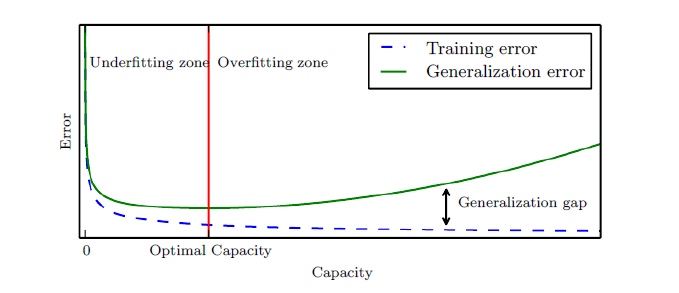 Training error
Generalization error
Underfitting zone
Overfitting zone
Error
Generalization gap
0
Optimal Capacity
Capacity